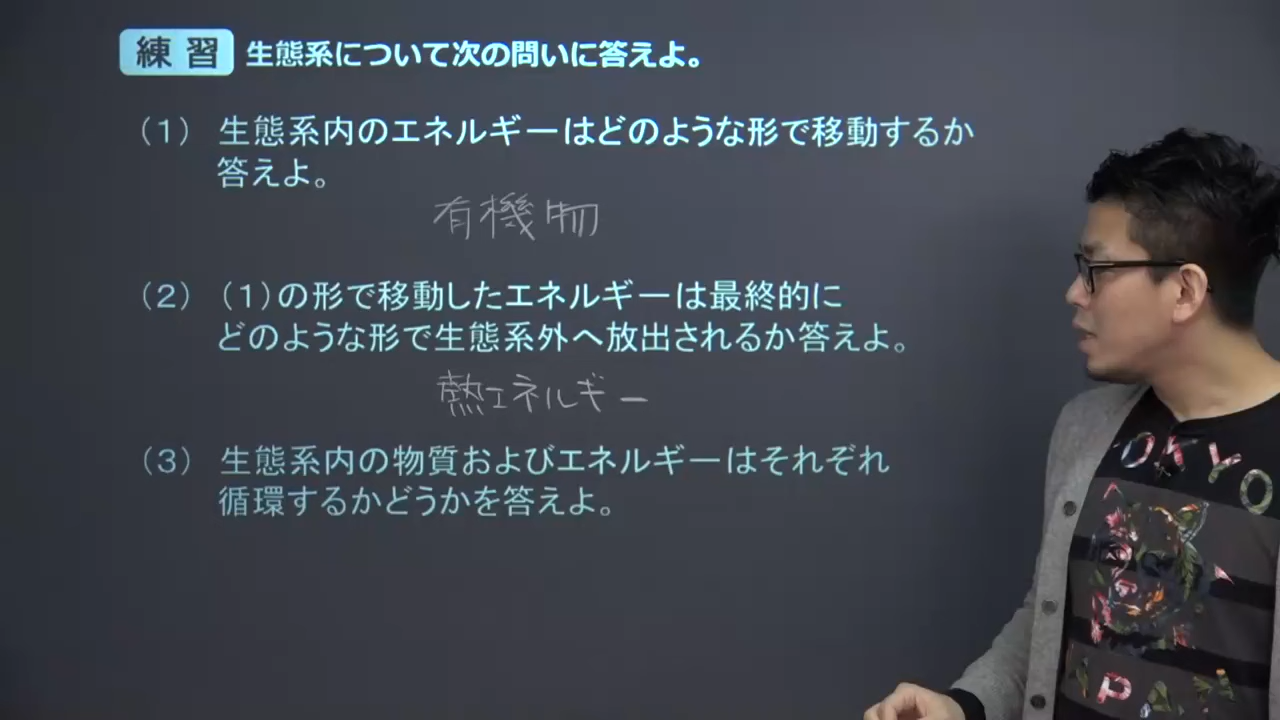 練習 生態系について次の問いに答えよ。
（１） 生態系内のエネルギーはどのような形で移動するか
答えよ。
有機物
（２） （１）の形で移動したエネルギーは最終的に
どのような形で生態系外へ放出されるか答えよ。
熱エネルギー
（３） 生態系内の物質およびエネルギーはそれぞれ
循環するかどうかを答えよ。
TOKYO